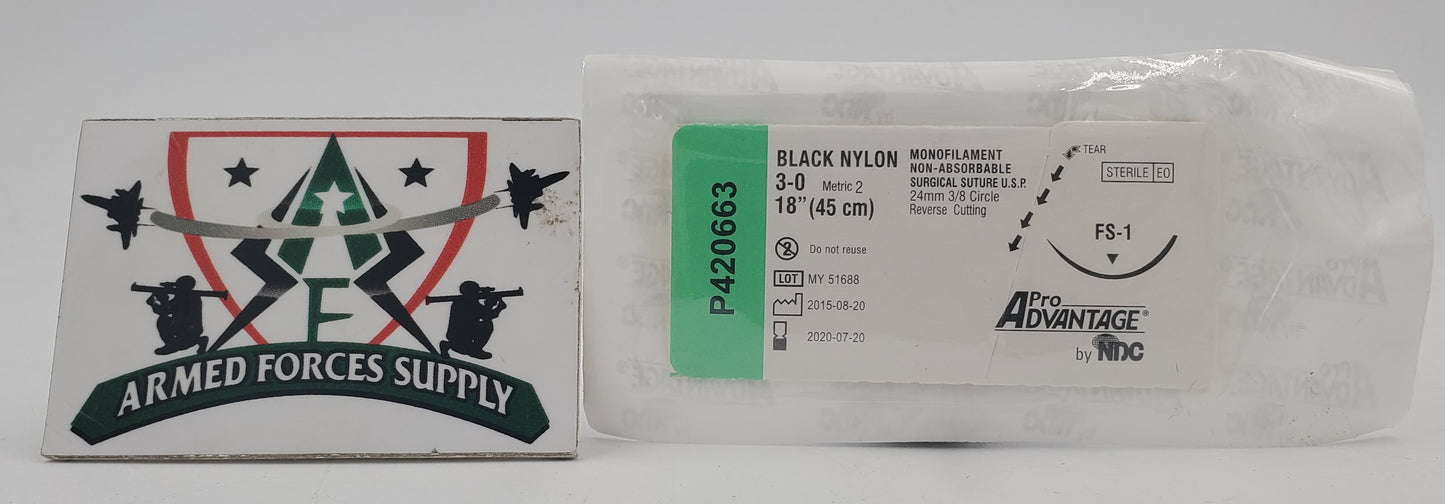 AF
ARMED FORCES SUPPLY
P420663
BLACK NYLON
3-0 Metric 2
18" (45 cm)
MONOFILAMENT
NON-ABSORBABLE
SURGICAL SUTURE U.S.P.
24mm 3/8 Circle
Reverse Cutting
2 Do not reuse
LOT MY 51688
2015-08-20
2020-07-20
TEAR
STERILE EO
FS-1
Pro
ADVANTAGE®
by NDC